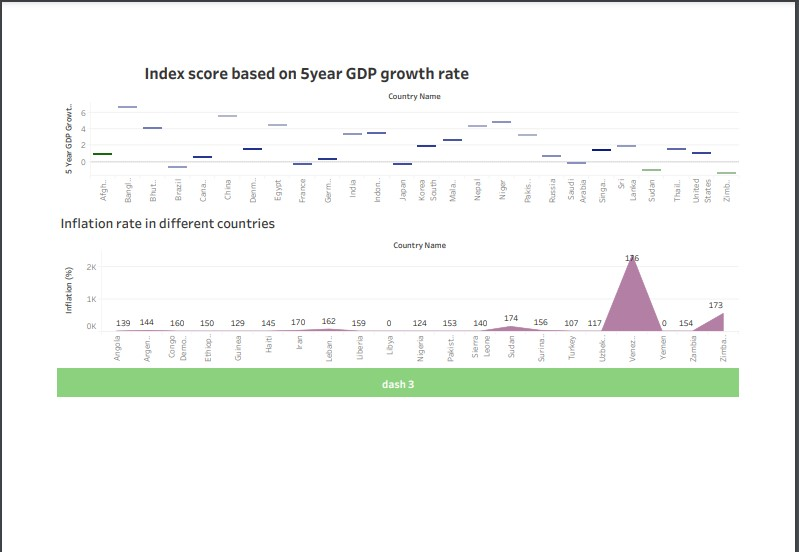 Index score based on 5year GDP growth rate
Country Name
5 Year GDP Growt..
6
4
2
0
Afgh..
Bangl..
Bhut..
Brazil
Cana..
China
Denm..
Egypt
France
Germ..
India
Indon..
Japan
Korea South
Mala..
Nepal
Niger
Pakis..
Russia
Saudi Arabia
Singa..
Sri Lanka
Sudan
Thail..
United States
Zimb..
Inflation rate in different countries
Country Name
Inflation (%)
2K
1K
0K
139 144 160 150 129 145 170 162 159 0 124 153 140 174 156 107 117 176 0 154 173
Angola
Argen..
Congo Demo..
Ethiop..
Guinea
Haiti
Iran
Leban..
Liberia
Libya
Nigeria
Pakist..
Sierra Leone
Sudan
Surina..
Turkey
Uzbek..
Venez..
Yemen
Zambia
Zimba..
dash 3